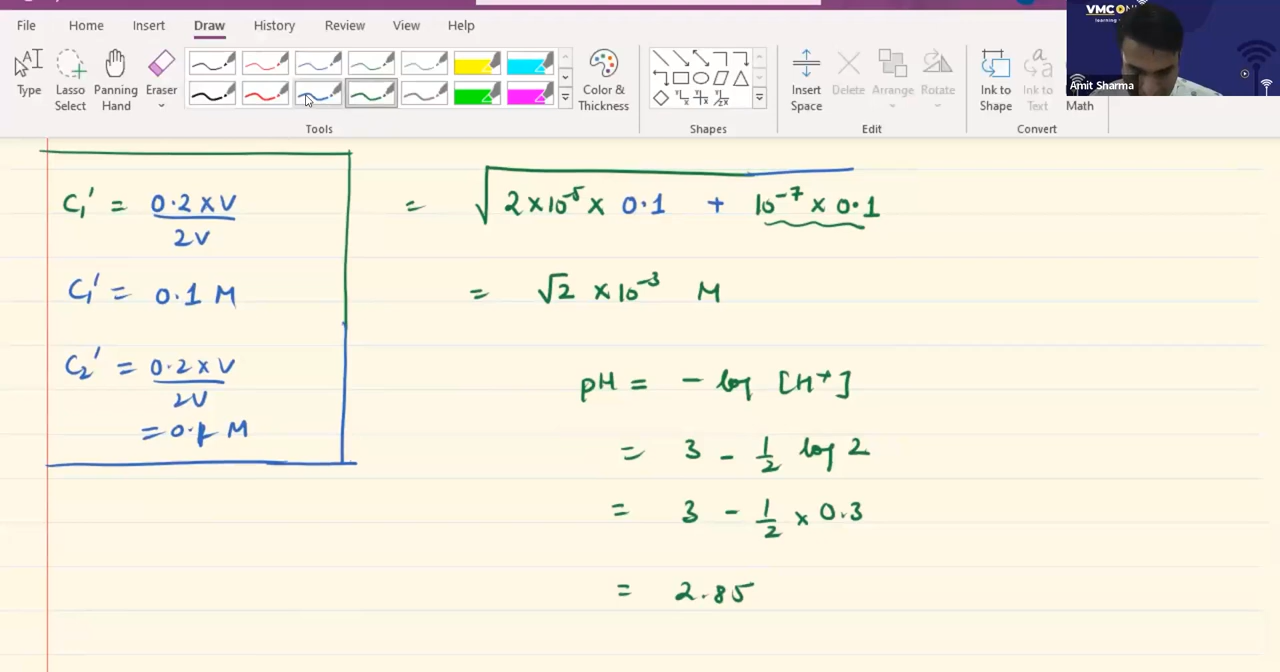 File Home Insert Draw History Review View Help
VMC ON
learning
Type Lasso Select Panning Hand Eraser Color & Thickness Insert Space Delete Arrange Rotate Ink to Shape Ink to Text Math
Amit Sharma
Tools Shapes Edit Convert
C₁' = 0.2 × V / 2V
C₁' = 0.1 M
C₂' = 0.2 × V / 2V
= 0.1 M
= √2×10⁻⁵ × 0.1 + 10⁻⁷ × 0.1
= √2 × 10⁻³ M
pH = - log [H⁺]
= 3 - 1/2 log 2
= 3 - 1/2 × 0.3
= 2.85